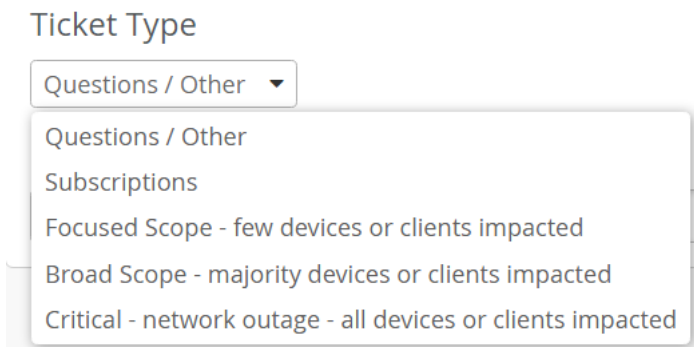 Ticket Type
Questions / Other
Questions / Other
Subscriptions
Focused Scope - few devices or clients impacted
Broad Scope - majority devices or clients impacted
Critical - network outage - all devices or clients impacted